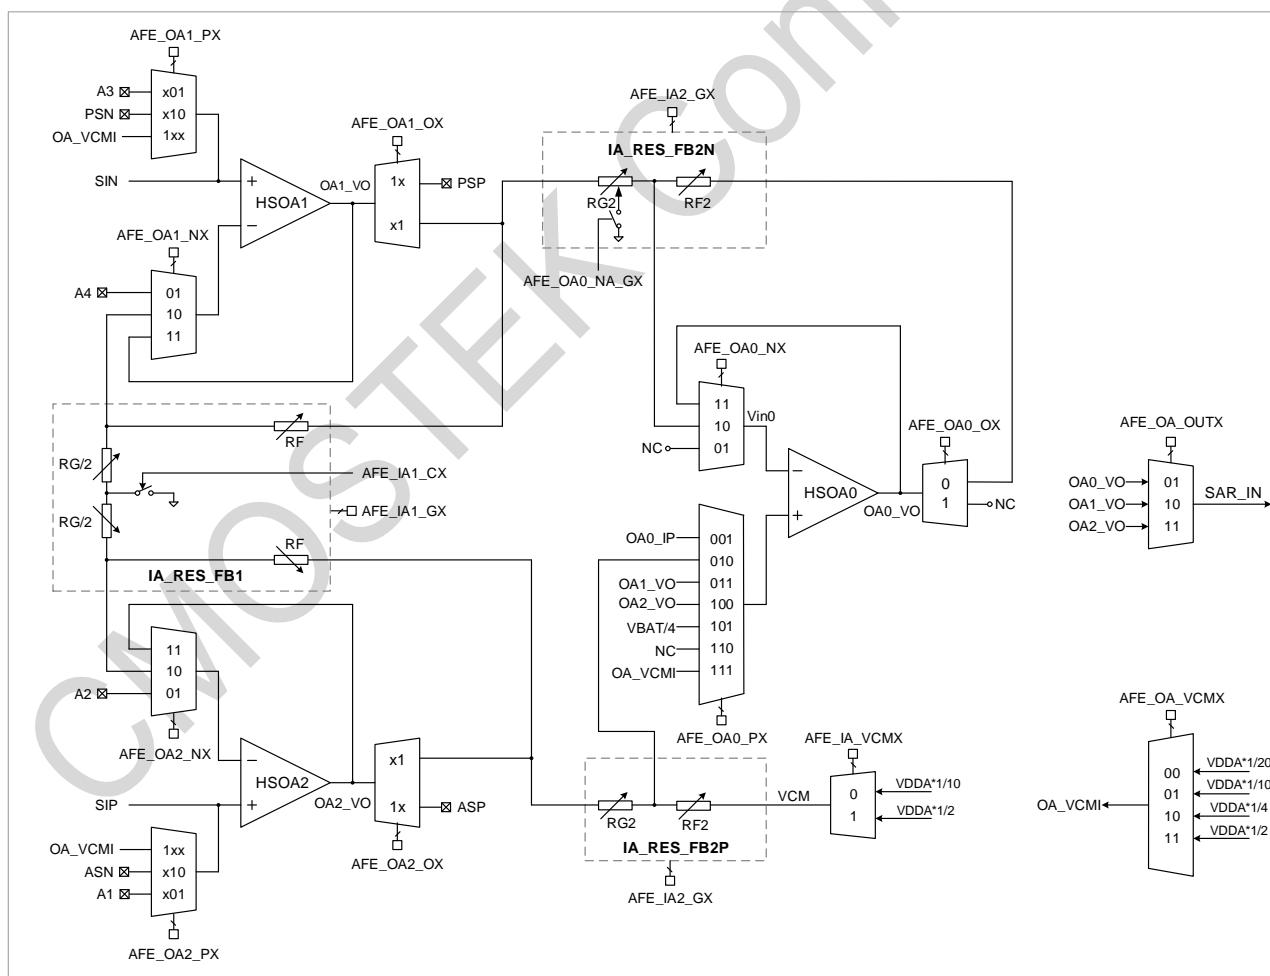 AFE_OA1_PX
A3
x01
PSN
x10
OA_VCMI
1xx
SIN
+
HSOA1
−
OA1_VO
AFE_OA1_OX
1x
PSP
x1
AFE_OA1_NX
A4
01
10
11
AFE_IA2_GX
IA_RES_FB2N
RG2
RF2
AFE_OA0_NA_GX
RF
RG/2
AFE_IA1_CX
RG/2
AFE_IA1_GX
RF
IA_RES_FB1
AFE_OA0_NX
11
10
NC
01
Vin0
−
HSOA0
+
OA0_VO
AFE_OA0_OX
0
1
NC
AFE_OA_OUTX
OA0_VO
01
OA1_VO
10
OA2_VO
11
SAR_IN
OA0_IP
001
010
OA1_VO
011
OA2_VO
100
VBAT/4
101
NC
110
OA_VCMI
111
AFE_OA0_PX
11
10
A2
01
AFE_OA2_NX
−
HSOA2
SIP
+
OA2_VO
x1
1x
ASP
AFE_OA2_OX
OA_VCMI
1xx
ASN
x10
A1
x01
AFE_OA2_PX
RG2
RF2
IA_RES_FB2P
AFE_IA2_GX
VCM
AFE_IA_VCMX
0
VDDA*1/10
1
VDDA*1/2
AFE_OA_VCMX
OA_VCMI
00
VDDA*1/20
01
VDDA*1/10
10
VDDA*1/4
11
VDDA*1/2
CMOSTEK Con